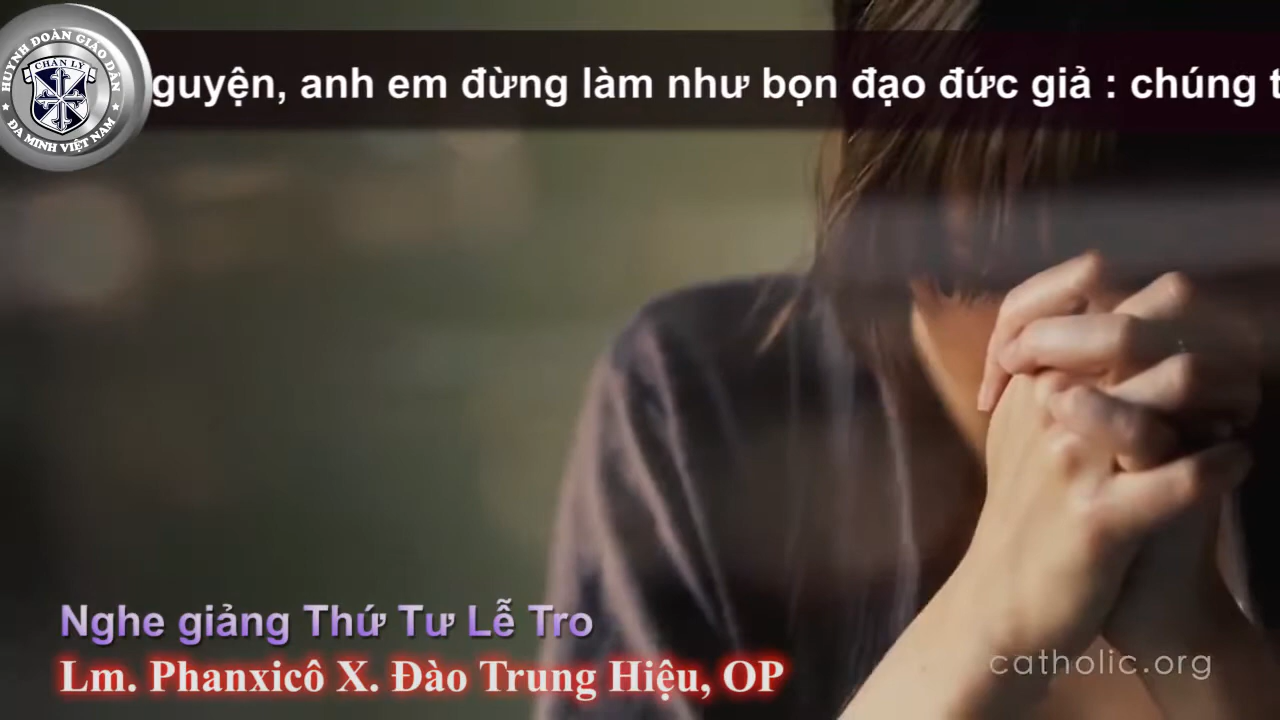 HUYNH ĐOÀN GIÁO DÂN
CHÂN LÝ
ĐA MINH VIỆT NAM
guyện, anh em đừng làm như bọn đạo đức giả : chúng t
Nghe giảng Thứ Tư Lễ Tro
Lm. Phanxicô X. Đào Trung Hiệu, OP
catholic.org